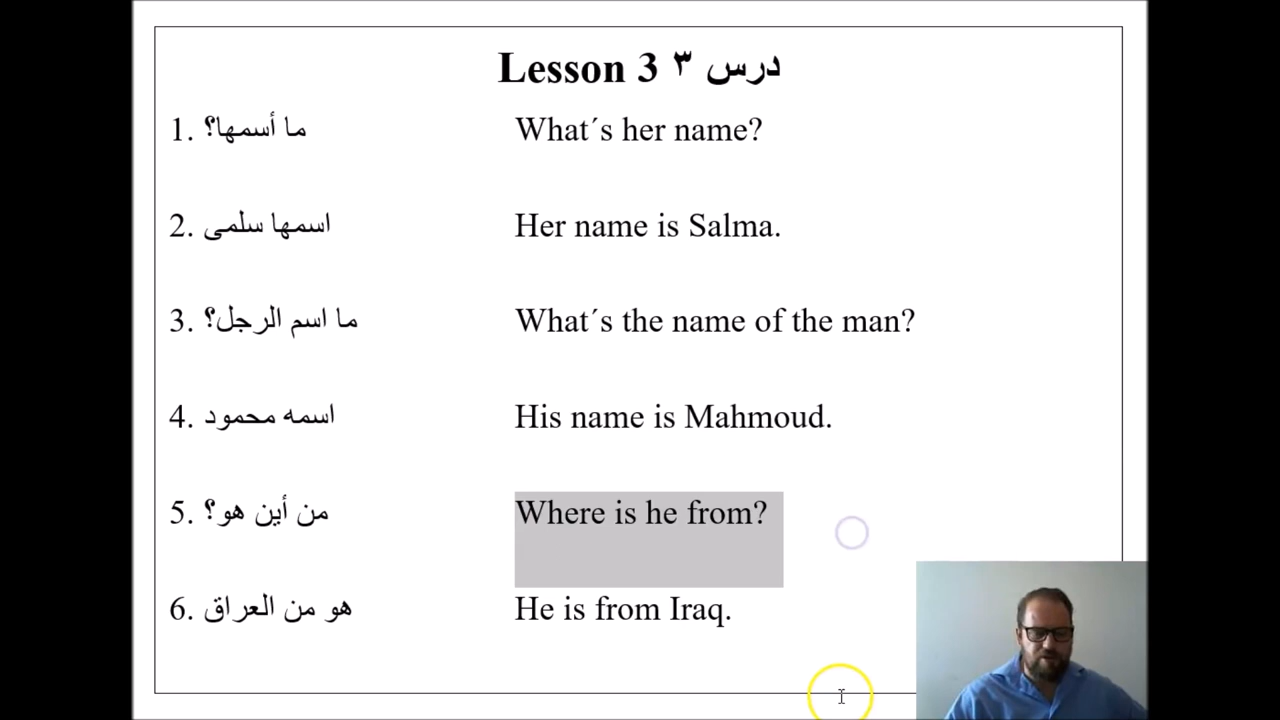 Lesson 3 درس ٣
1. ما أسمها؟ What´s her name?
2. اسمها سلمى Her name is Salma.
3. ما اسم الرجل؟ What´s the name of the man?
4. اسمه محمود His name is Mahmoud.
5. من أين هو؟ Where is he from?
6. هو من العراق He is from Iraq.